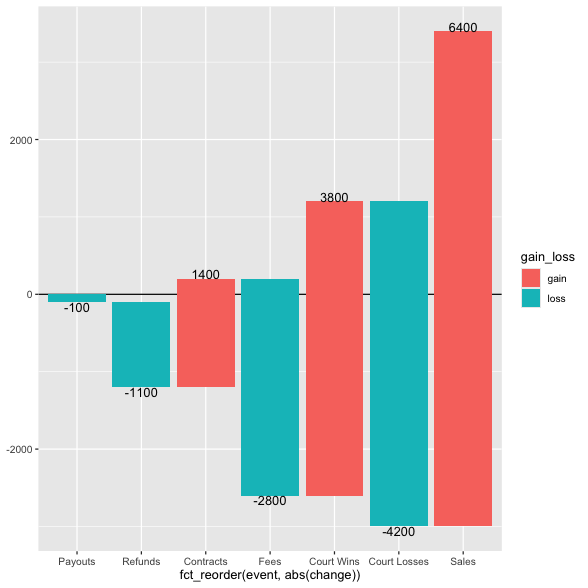 6400
2000
gain_loss
gain
loss
3800
1400
0
-100
-1100
-2000
-2800
-4200
Payouts Refunds Contracts Fees Court Wins Court Losses Sales
fct_reorder(event, abs(change))